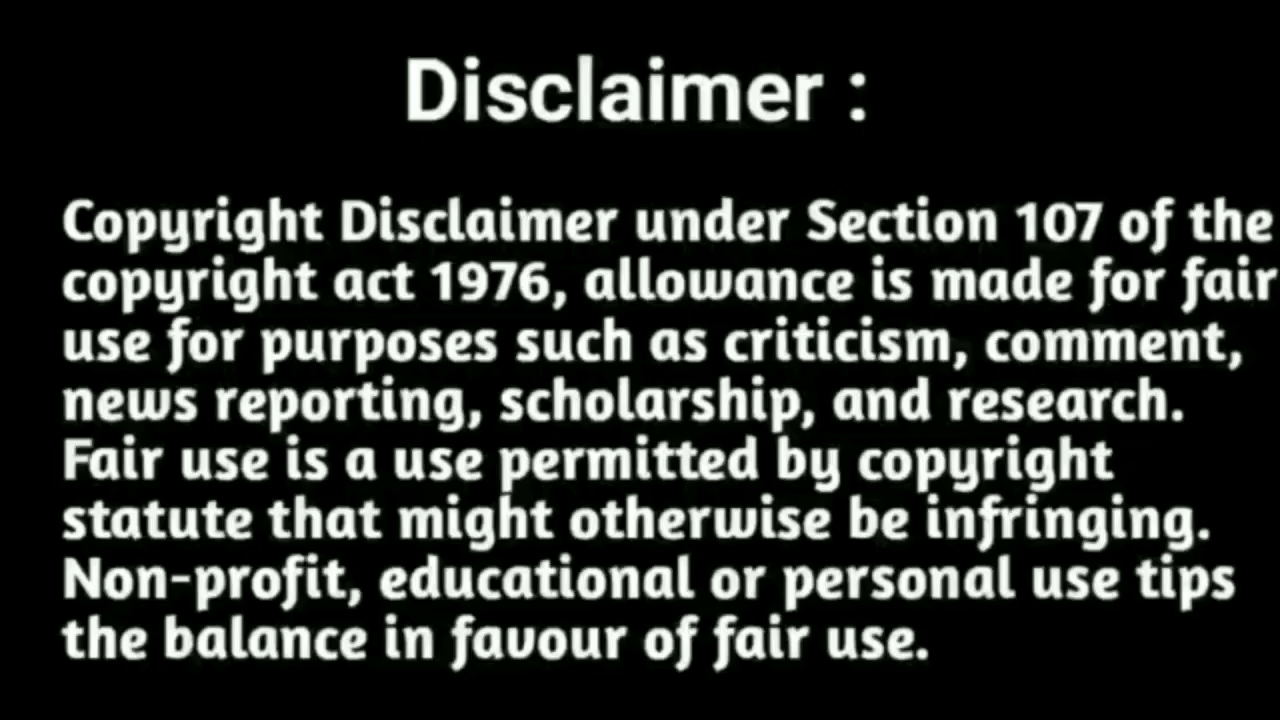 Disclaimer :
Copyright Disclaimer under Section 107 of the
copyright act 1976, allowance is made for fair
use for purposes such as criticism, comment,
news reporting, scholarship, and research.
Fair use is a use permitted by copyright
statute that might otherwise be infringing.
Non-profit, educational or personal use tips
the balance in favour of fair use.